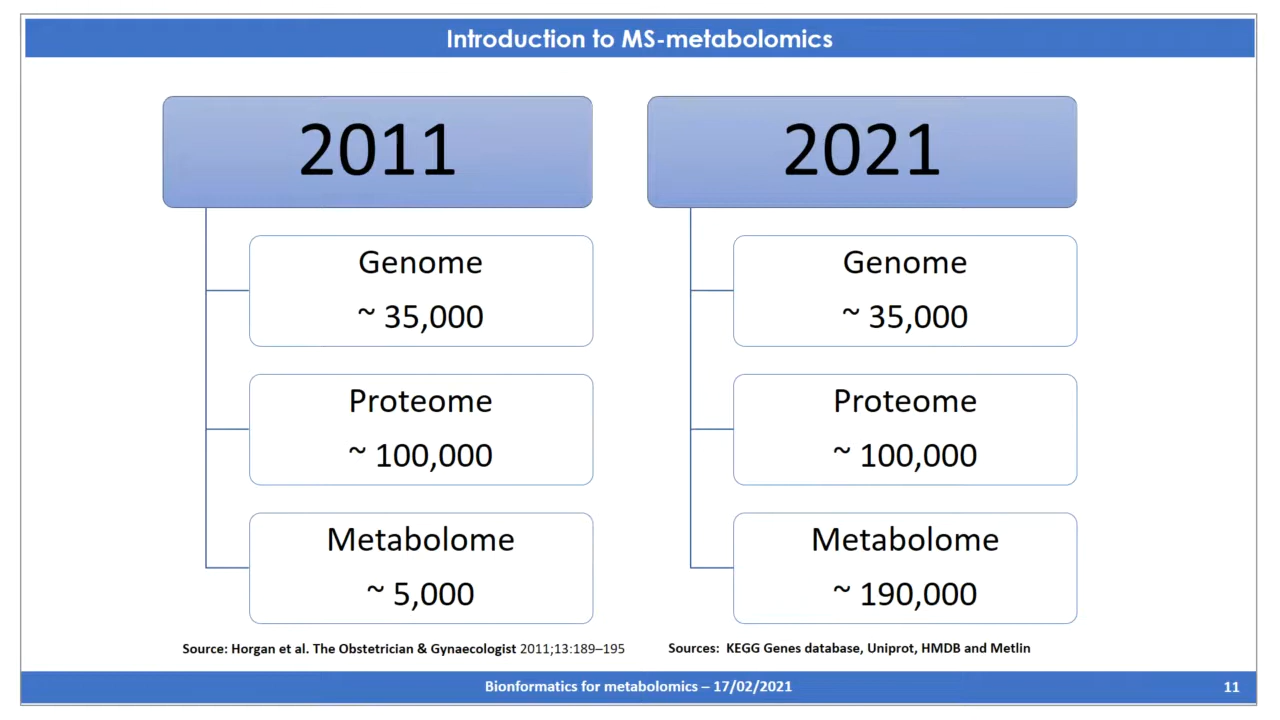 Introduction to MS-metabolomics
2011
Genome
~ 35,000
Proteome
~ 100,000
Metabolome
~ 5,000
Source: Horgan et al. The Obstetrician & Gynaecologist 2011;13:189–195
2021
Genome
~ 35,000
Proteome
~ 100,000
Metabolome
~ 190,000
Sources: KEGG Genes database, Uniprot, HMDB and Metlin
Bionformatics for metabolomics – 17/02/2021
11